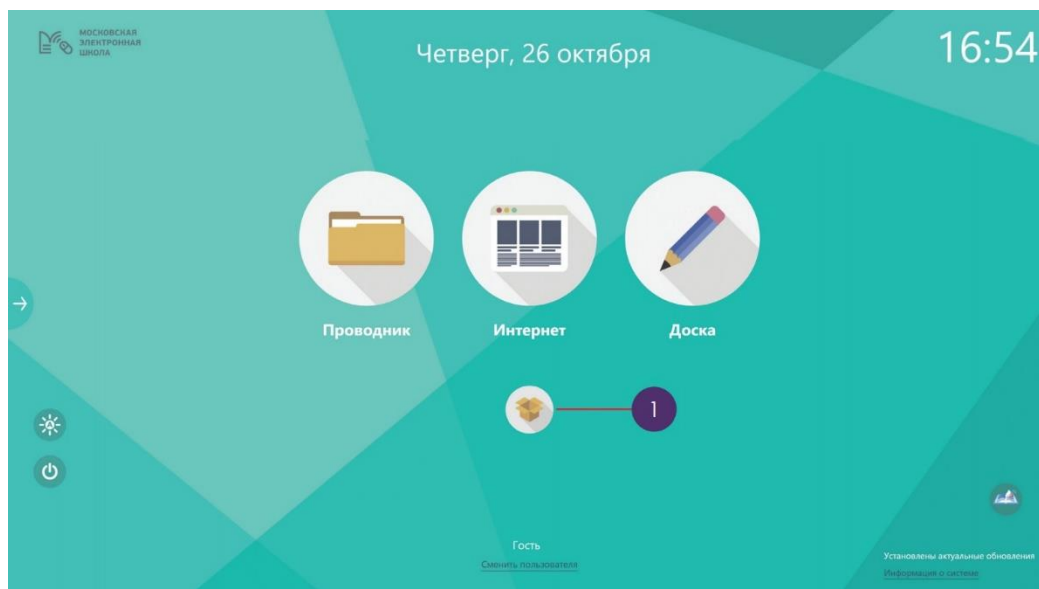 МОСКОВСКАЯ
ЭЛЕКТРОННАЯ
ШКОЛА
Четверг, 26 октября
16:54
Проводник
Интернет
Доска
1
Гость
Сменить пользователя
Установлены актуальные обновления
Информация о системе